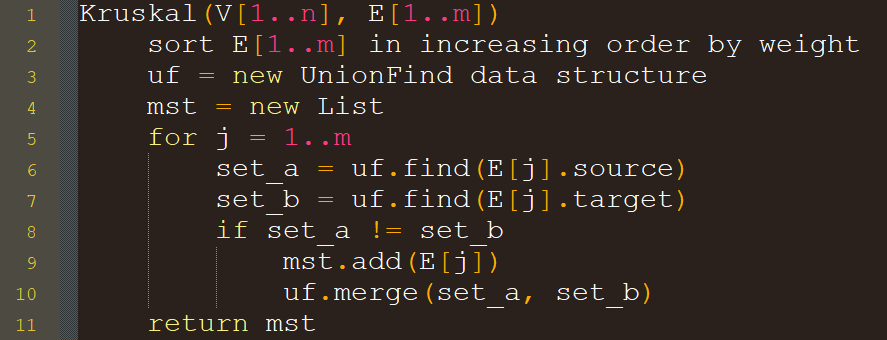 1 Kruskal(V[1..n], E[1..m])
2     sort E[1..m] in increasing order by weight
3     uf = new UnionFind data structure
4     mst = new List
5     for j = 1..m
6         set_a = uf.find(E[j].source)
7         set_b = uf.find(E[j].target)
8         if set_a != set_b
9             mst.add(E[j])
10             uf.merge(set_a, set_b)
11     return mst